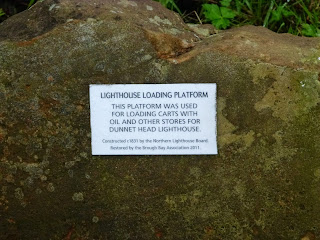 LIGHTHOUSE LOADING PLATFORM
THIS PLATFORM WAS USED
FOR LOADING CARTS WITH
OIL AND OTHER STORES FOR
DUNNET HEAD LIGHTHOUSE.
Constructed c1831 by the Northern Lighthouse Board.
Restored by the Brough Bay Association 2011.